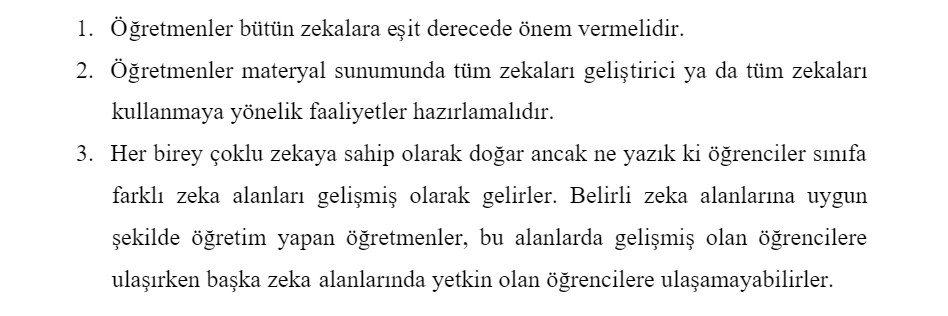 1. Öğretmenler bütün zekalara eşit derecede önem vermelidir.
2. Öğretmenler materyal sunumunda tüm zekaları geliştirici ya da tüm zekaları
kullanmaya yönelik faaliyetler hazırlamalıdır.
3. Her birey çoklu zekaya sahip olarak doğar ancak ne yazık ki öğrenciler sınıfa
farklı zeka alanları gelişmiş olarak gelirler. Belirli zeka alanlarına uygun
şekilde öğretim yapan öğretmenler, bu alanlarda gelişmiş olan öğrencilere
ulaşırken başka zeka alanlarında yetkin olan öğrencilere ulaşamayabilirler.